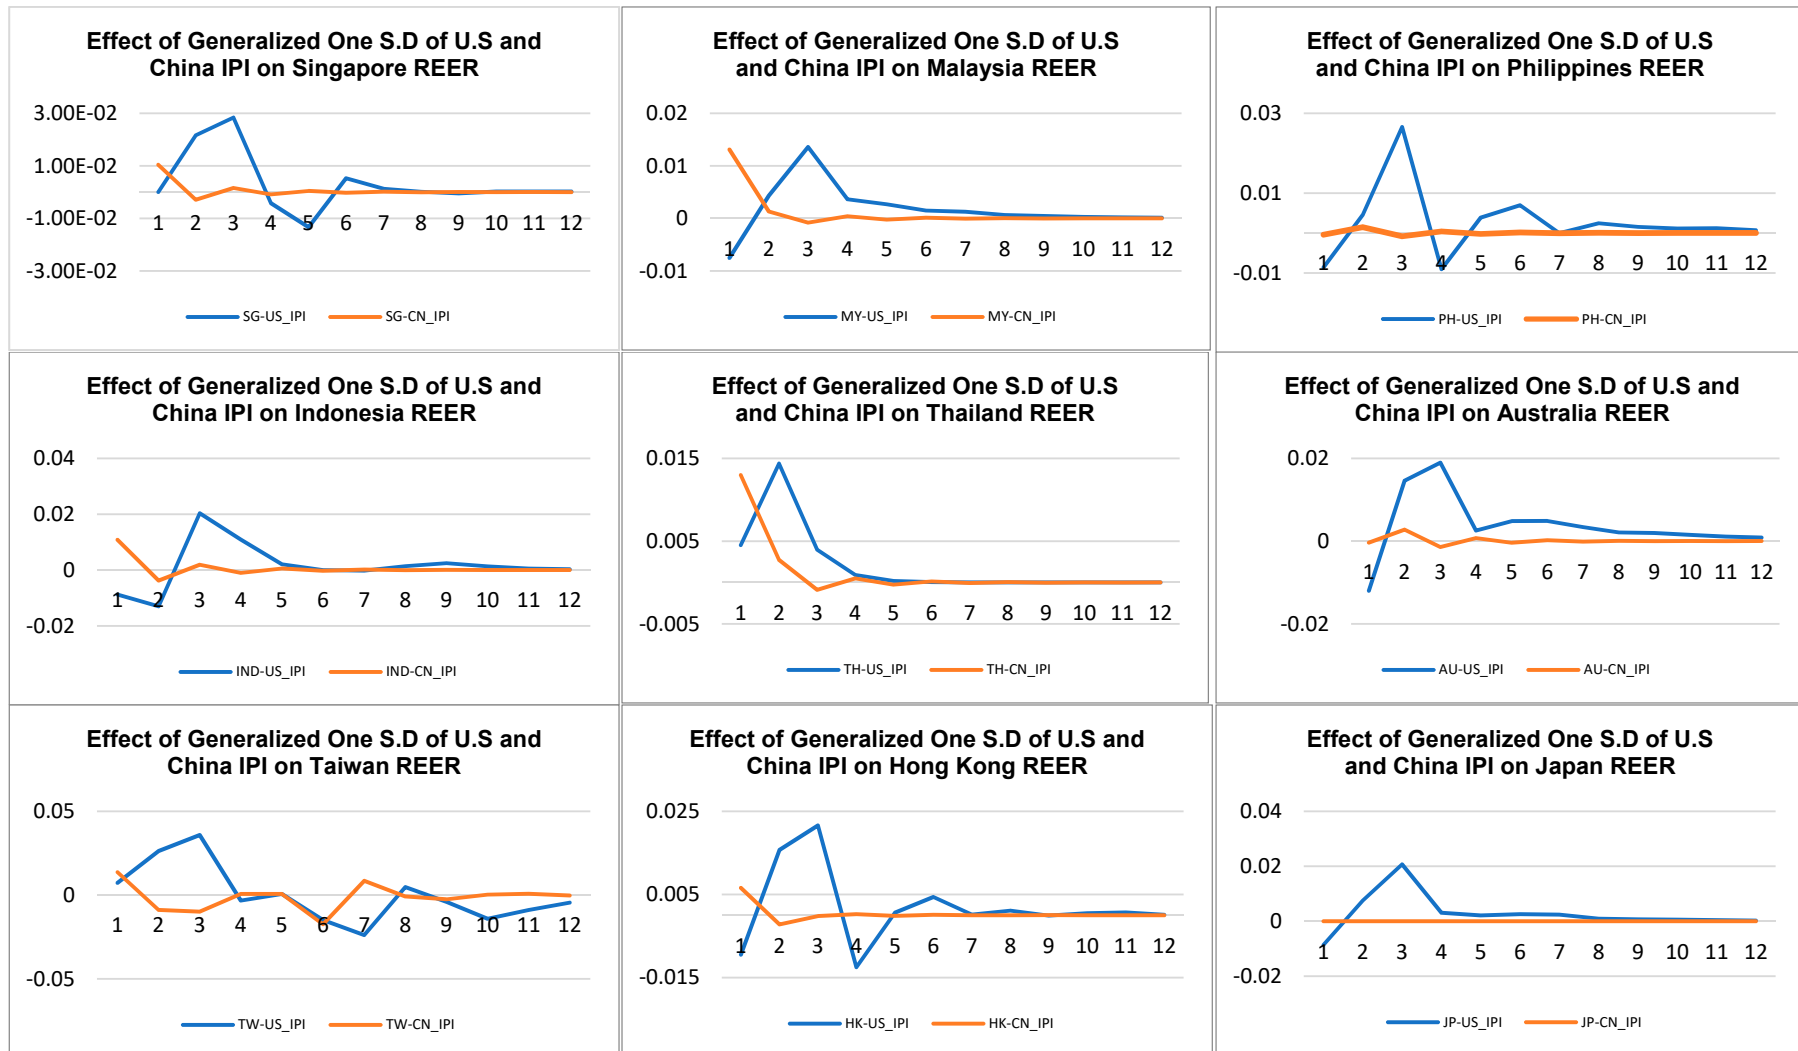 Effect of Generalized One S.D of U.S and
China IPI on Singapore REER
3.00E-02
1.00E-02
-1.00E-02
-3.00E-02
1 2 3 4 5 6 7 8 9 10 11 12
SG-US_IPI SG-CN_IPI
Effect of Generalized One S.D of U.S
and China IPI on Malaysia REER
0.02
0.01
0
-0.01
1 2 3 4 5 6 7 8 9 10 11 12
MY-US_IPI MY-CN_IPI
Effect of Generalized One S.D of U.S
and China IPI on Philippines REER
0.03
0.01
-0.01
1 2 3 4 5 6 7 8 9 10 11 12
PH-US_IPI PH-CN_IPI
Effect of Generalized One S.D of U.S and
China IPI on Indonesia REER
0.04
0.02
0
-0.02
1 2 3 4 5 6 7 8 9 10 11 12
IND-US_IPI IND-CN_IPI
Effect of Generalized One S.D of U.S
and China IPI on Thailand REER
0.015
0.005
-0.005
1 2 3 4 5 6 7 8 9 10 11 12
TH-US_IPI TH-CN_IPI
Effect of Generalized One S.D of U.S and
China IPI on Australia REER
0.02
0
-0.02
1 2 3 4 5 6 7 8 9 10 11 12
AU-US_IPI AU-CN_IPI
Effect of Generalized One S.D of U.S and
China IPI on Taiwan REER
0.05
0
-0.05
1 2 3 4 5 6 7 8 9 10 11 12
TW-US_IPI TW-CN_IPI
Effect of Generalized One S.D of U.S and
China IPI on Hong Kong REER
0.025
0.005
-0.015
1 2 3 4 5 6 7 8 9 10 11 12
HK-US_IPI HK-CN_IPI
Effect of Generalized One S.D of U.S
and China IPI on Japan REER
0.04
0.02
0
-0.02
1 2 3 4 5 6 7 8 9 10 11 12
JP-US_IPI JP-CN_IPI